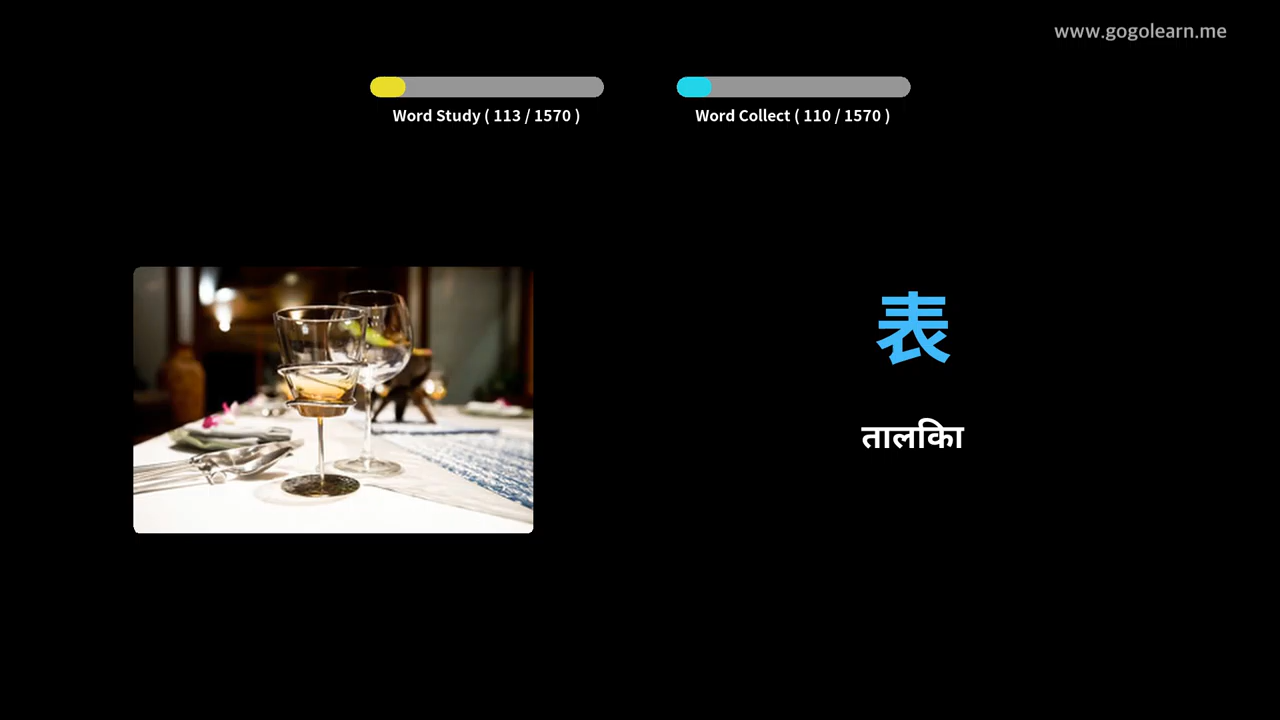 www.gogolearn.me
Word Study ( 113 / 1570 )
Word Collect ( 110 / 1570 )
表
तालिका